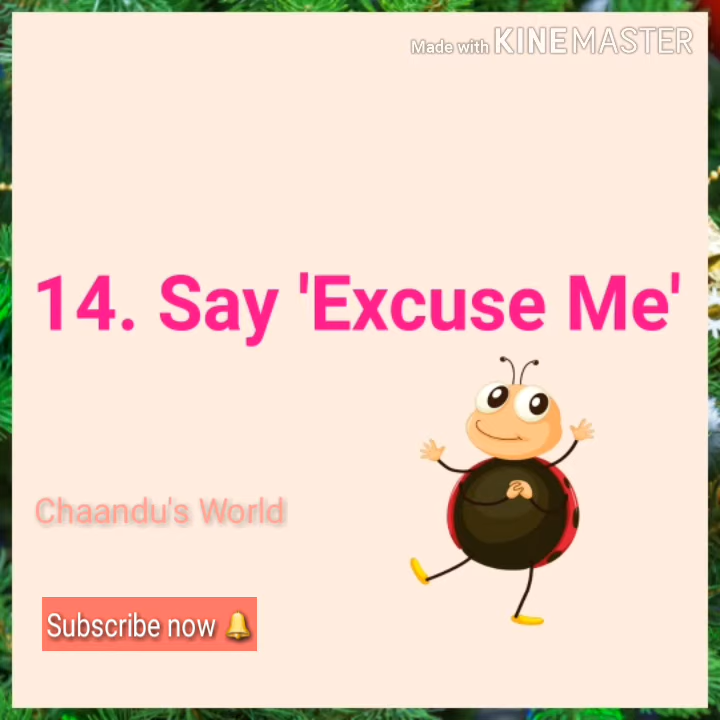 Made with KINEMASTER
14. Say 'Excuse Me'
Chaandu's World
Subscribe now